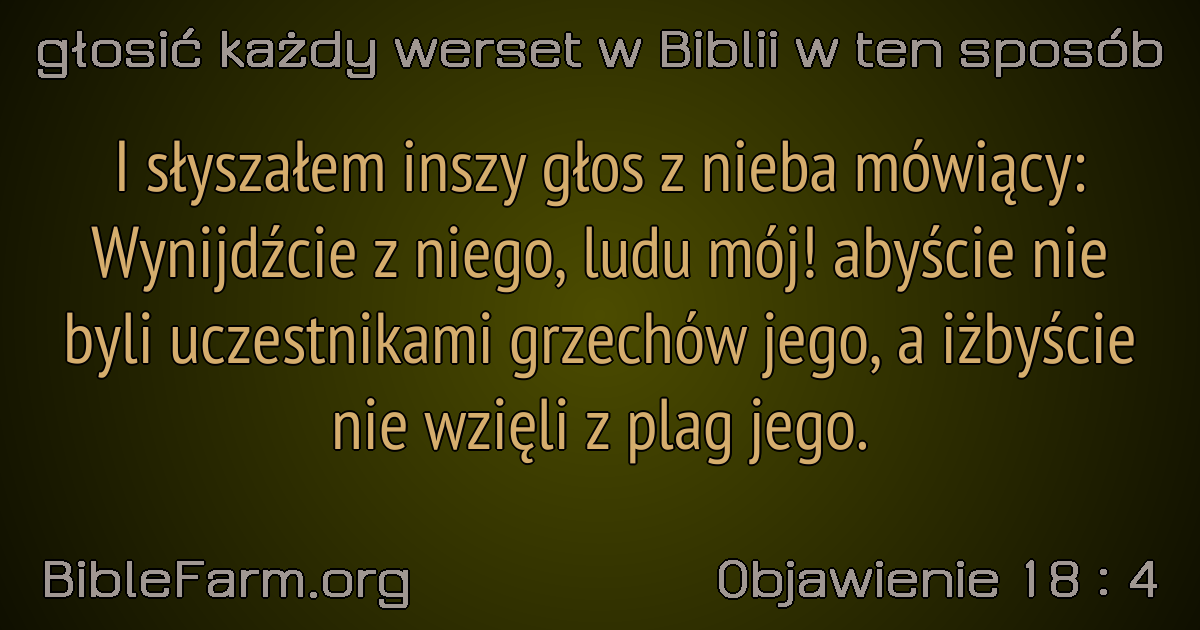 głosić każdy werset w Biblii w ten sposób
I słyszałem inszy głos z nieba mówiący:
Wynijdźcie z niego, ludu mój! abyście nie
byli uczestnikami grzechów jego, a iżbyście
nie wzięli z plag jego.
BibleFarm.org
Objawienie 18 : 4